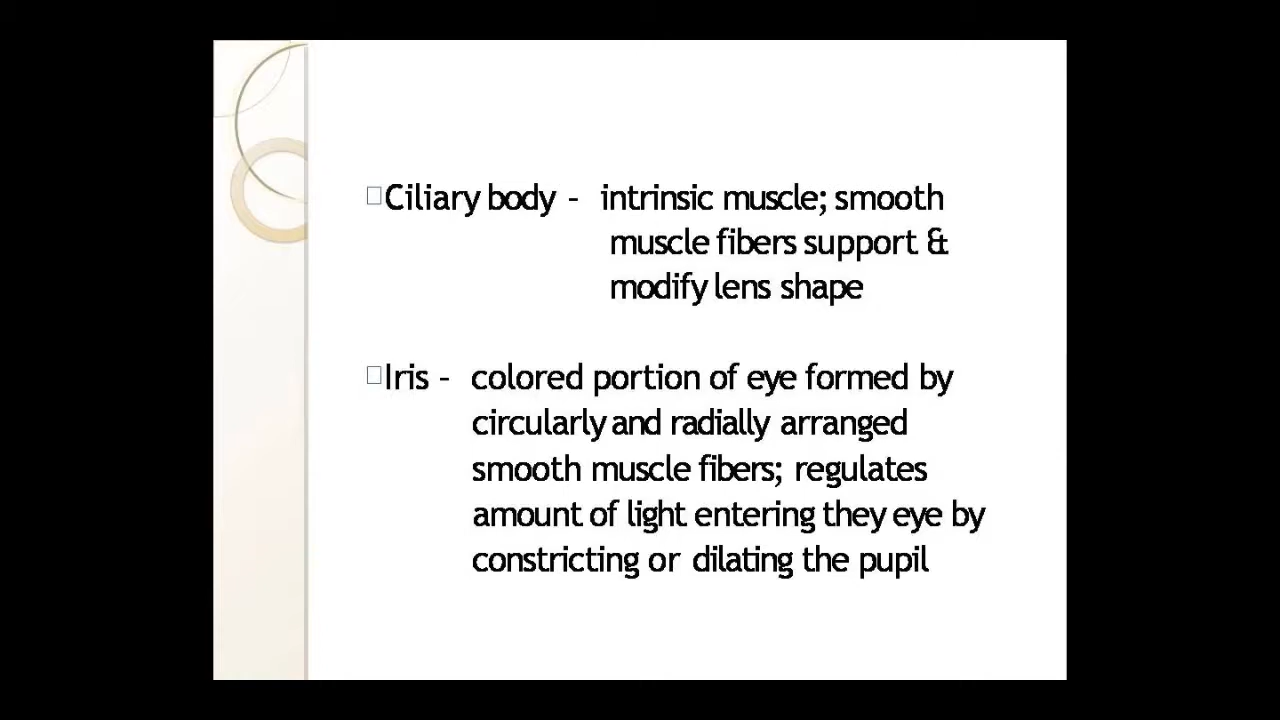 Ciliary body – intrinsic muscle; smooth
muscle fibers support &
modify lens shape
Iris – colored portion of eye formed by
circularly and radially arranged
smooth muscle fibers; regulates
amount of light entering they eye by
constricting or dilating the pupil